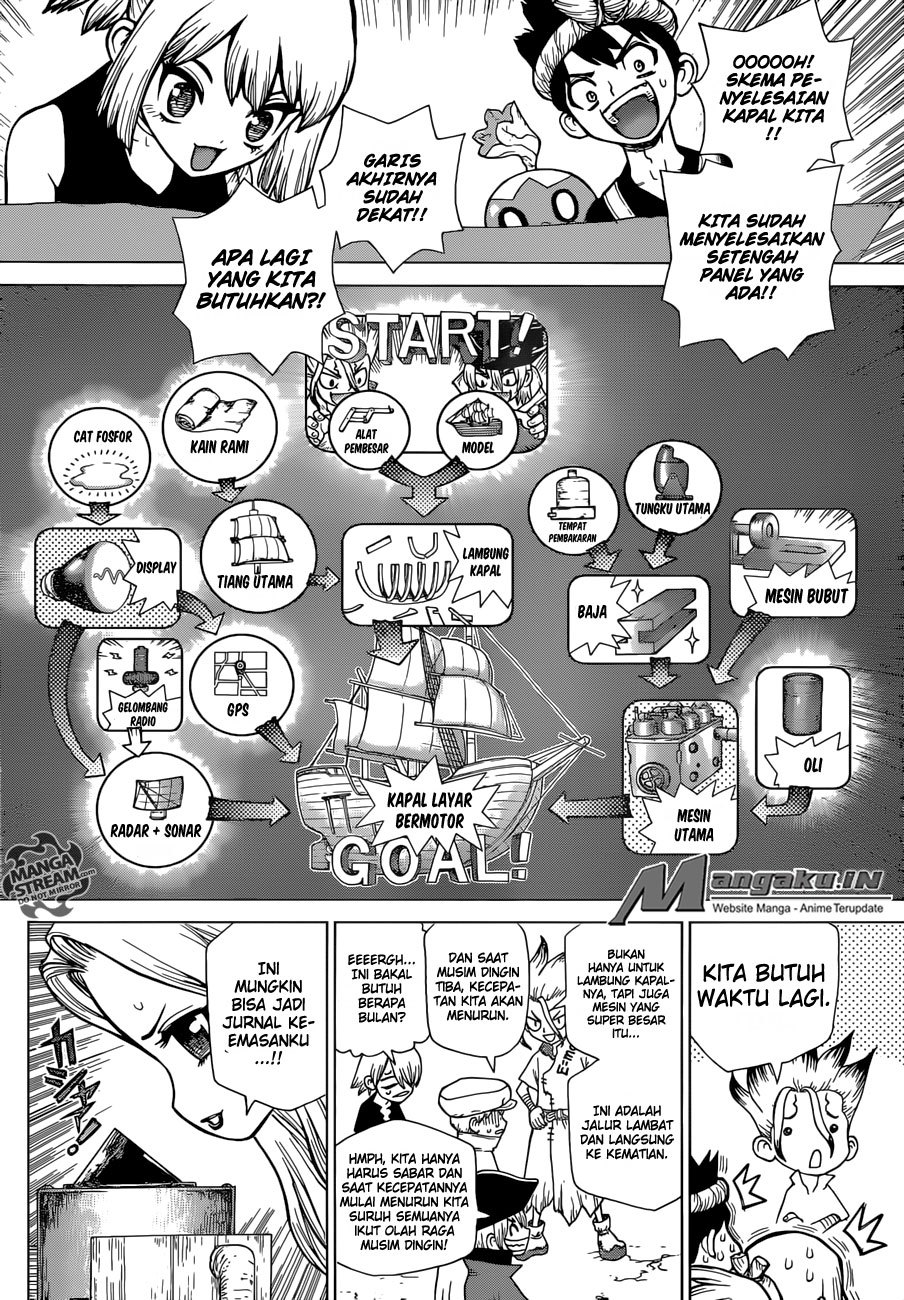 OOOOOH!
SKEMA PE-
NYELESAIAN
KAPAL KITA
!!
KITA SUDAH
MENYELESAIKAN
SETENGAH
PANEL YANG
ADA!!
GARIS
AKHIRNYA
SUDAH
DEKAT!!
APA LAGI
YANG KITA
BUTUHKAN?!
START!
ALAT
PEMBESAR
MODEL
CAT FOSFOR
KAIN RAMI
TEMPAT
PEMBAKARAN
TUNGKU UTAMA
DISPLAY
TIANG UTAMA
LAMBUNG
KAPAL
BAJA
MESIN BUBUT
GELOMBANG
RADIO
GPS
OLI
RADAR + SONAR
KAPAL LAYAR
BERMOTOR
MESIN
UTAMA
GOAL!
MANGA
STREAM.COM
DO NOT MIRROR
Mangaku.IN
Website Manga - Anime Terupdate
KITA BUTUH
WAKTU LAGI.
BUKAN
HANYA UNTUK
LAMBUNG KAPAL-
NYA, TAPI JUGA
MESIN YANG
SUPER BESAR
ITU...
INI ADALAH
JALUR LAMBAT
DAN LANGSUNG
KE KEMATIAN.
DAN SAAT
MUSIM DINGIN
TIBA, KECEPA-
TAN KITA AKAN
MENURUN.
EEEERGH...
INI BAKAL
BUTUH
BERAPA
BULAN?
HMPH, KITA HANYA
HARUS SABAR DAN
SAAT KECEPATANNYA
MULAI MENURUN KITA
SURUH SEMUANYA
IKUT OLAH RAGA
MUSIM DINGIN!
E=
INI
MUNGKIN
BISA JADI
JURNAL KE-
EMASANKU
...!!